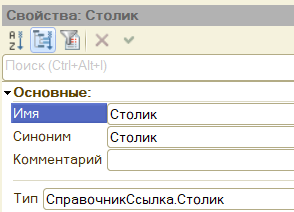 Свойства: Столик
Поиск (Ctrl+Alt+I)
Основные:
Имя Столик
Синоним Столик
Комментарий
Тип СправочникСсылка.Столик